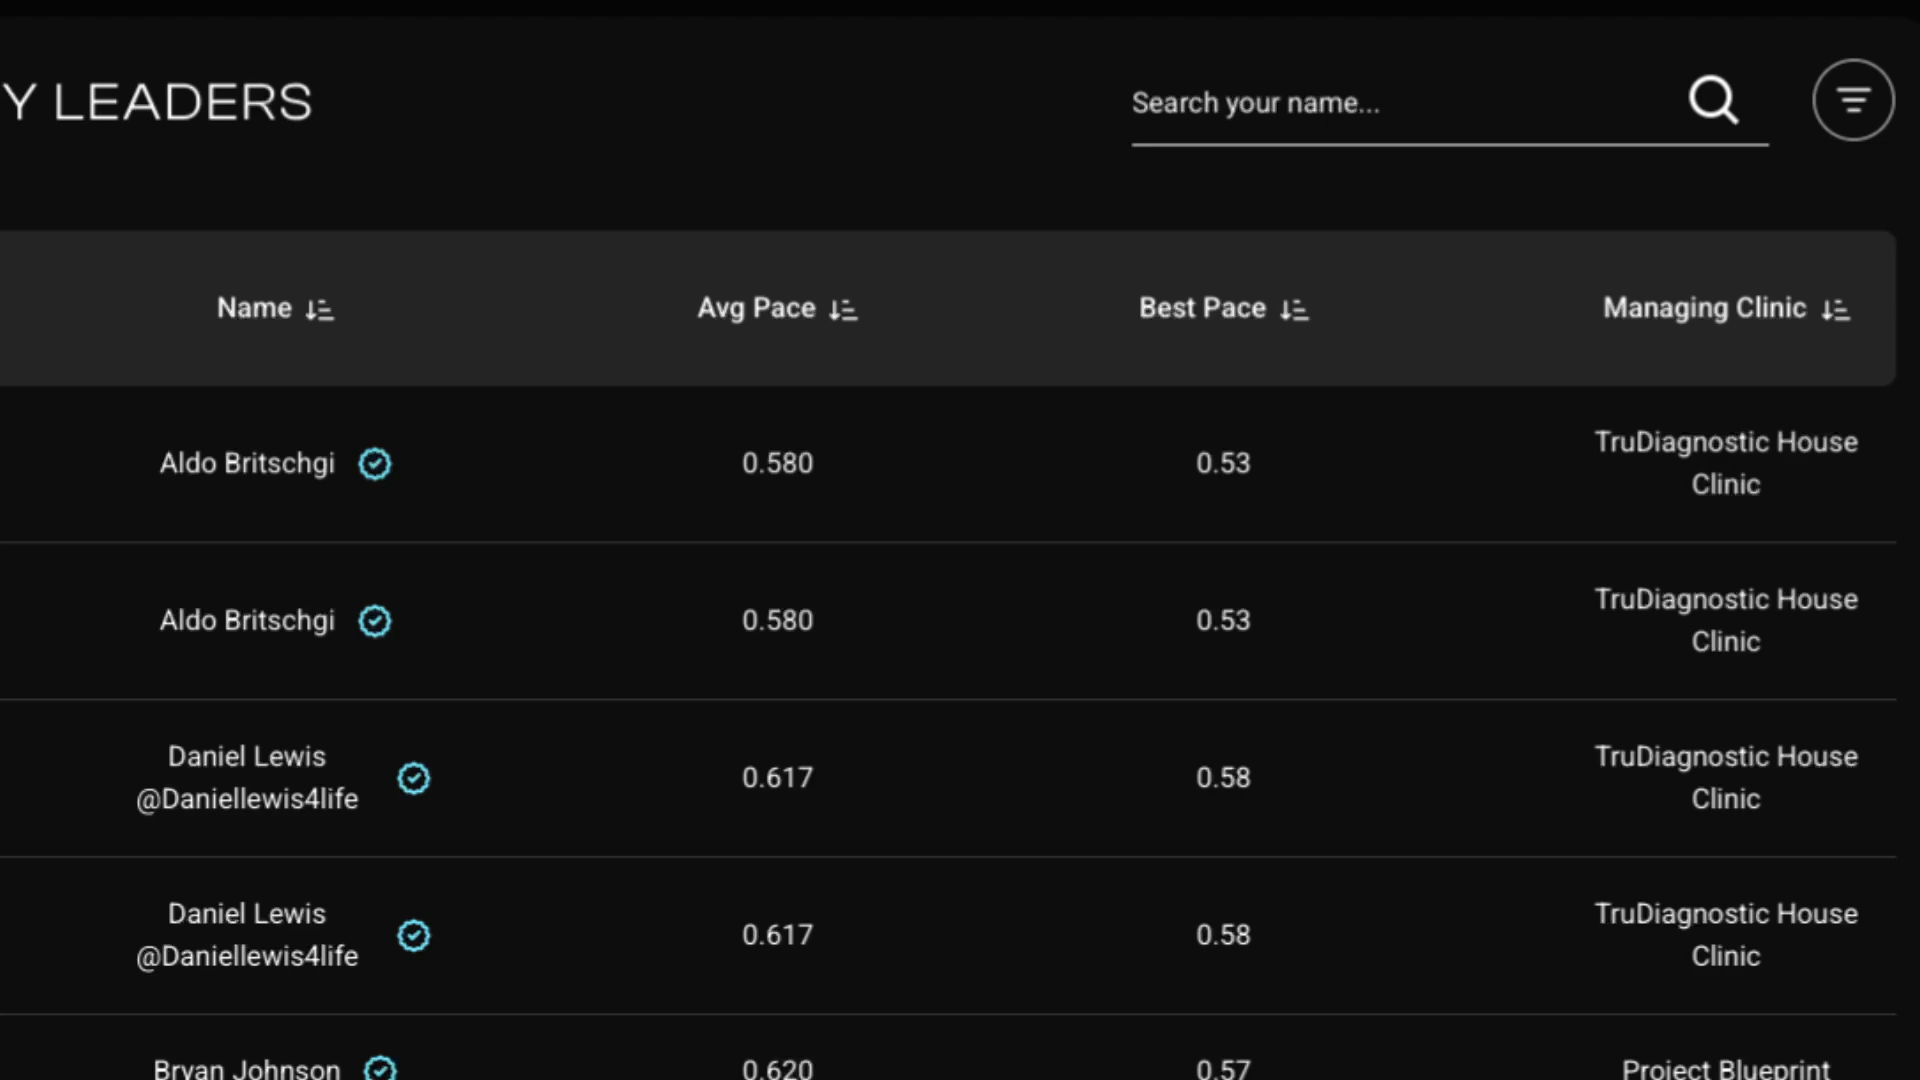 Y LEADERS
Search your name...
Name
Avg Pace
Best Pace
Managing Clinic
Aldo Britschgi
0.580
0.53
TruDiagnostic House
Clinic
Aldo Britschgi
0.580
0.53
TruDiagnostic House
Clinic
Daniel Lewis
@Daniellewis4life
0.617
0.58
TruDiagnostic House
Clinic
Daniel Lewis
@Daniellewis4life
0.617
0.58
TruDiagnostic House
Clinic
Bryan Johnson
0.620
0.57
Project Blueprint